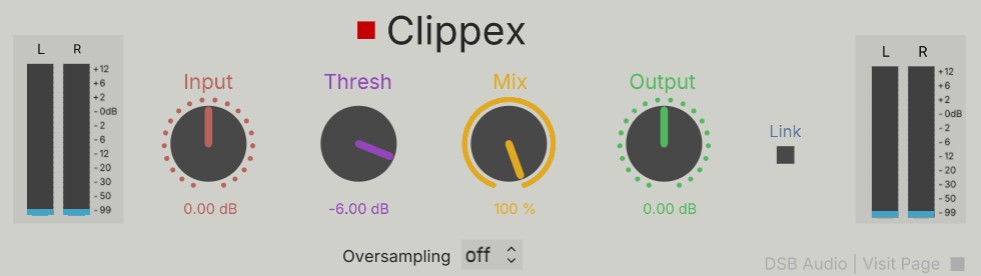 Clippex
L R
+12
+6
+2
-0dB
-2
-6
-12
-20
-30
-50
-99
Input
0.00 dB
Thresh
-6.00 dB
Mix
100 %
Output
0.00 dB
Link
L R
+12
+6
+2
-0dB
-2
-6
-12
-20
-30
-50
-99
Oversampling off
DSB Audio | Visit Page